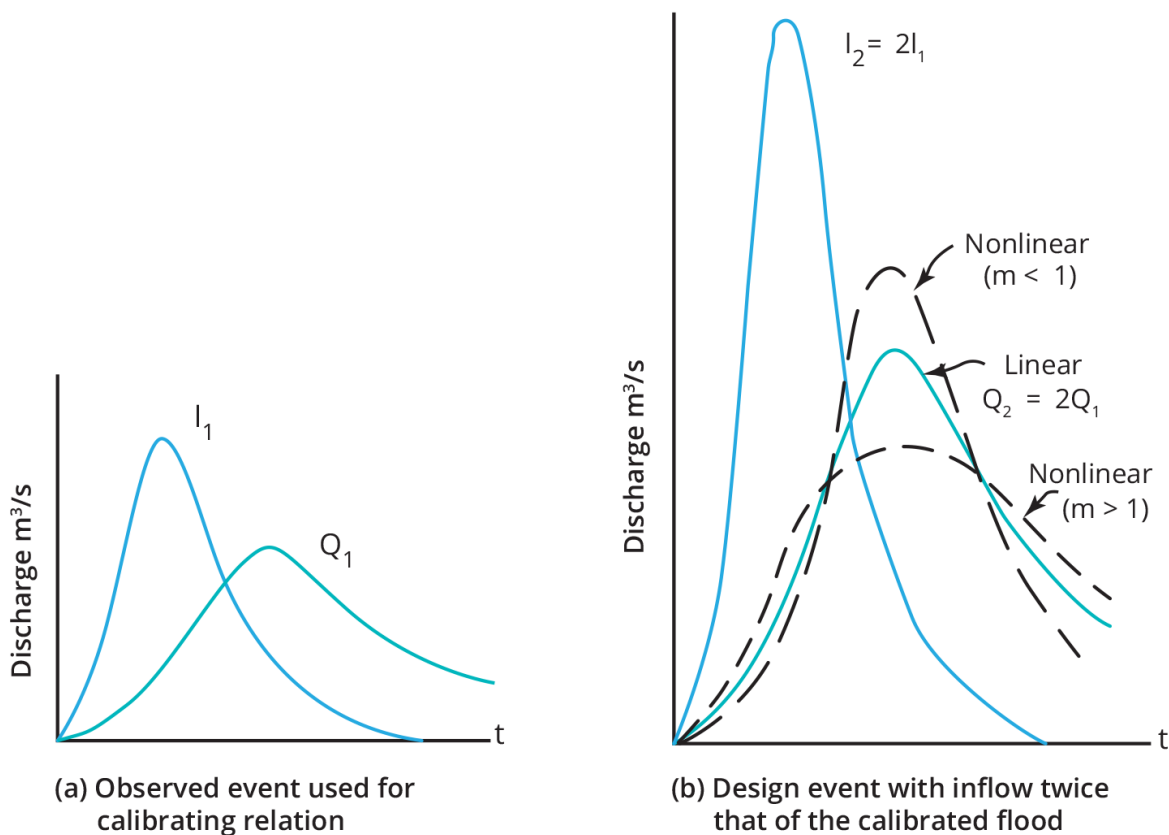 Discharge m³/s
I₁
Q₁
t
(a) Observed event used for
calibrating relation
Discharge m³/s
I₂ = 2I₁
Nonlinear
(m < 1)
Linear
Q₂ = 2Q₁
Nonlinear
(m > 1)
t
(b) Design event with inflow twice
that of the calibrated flood